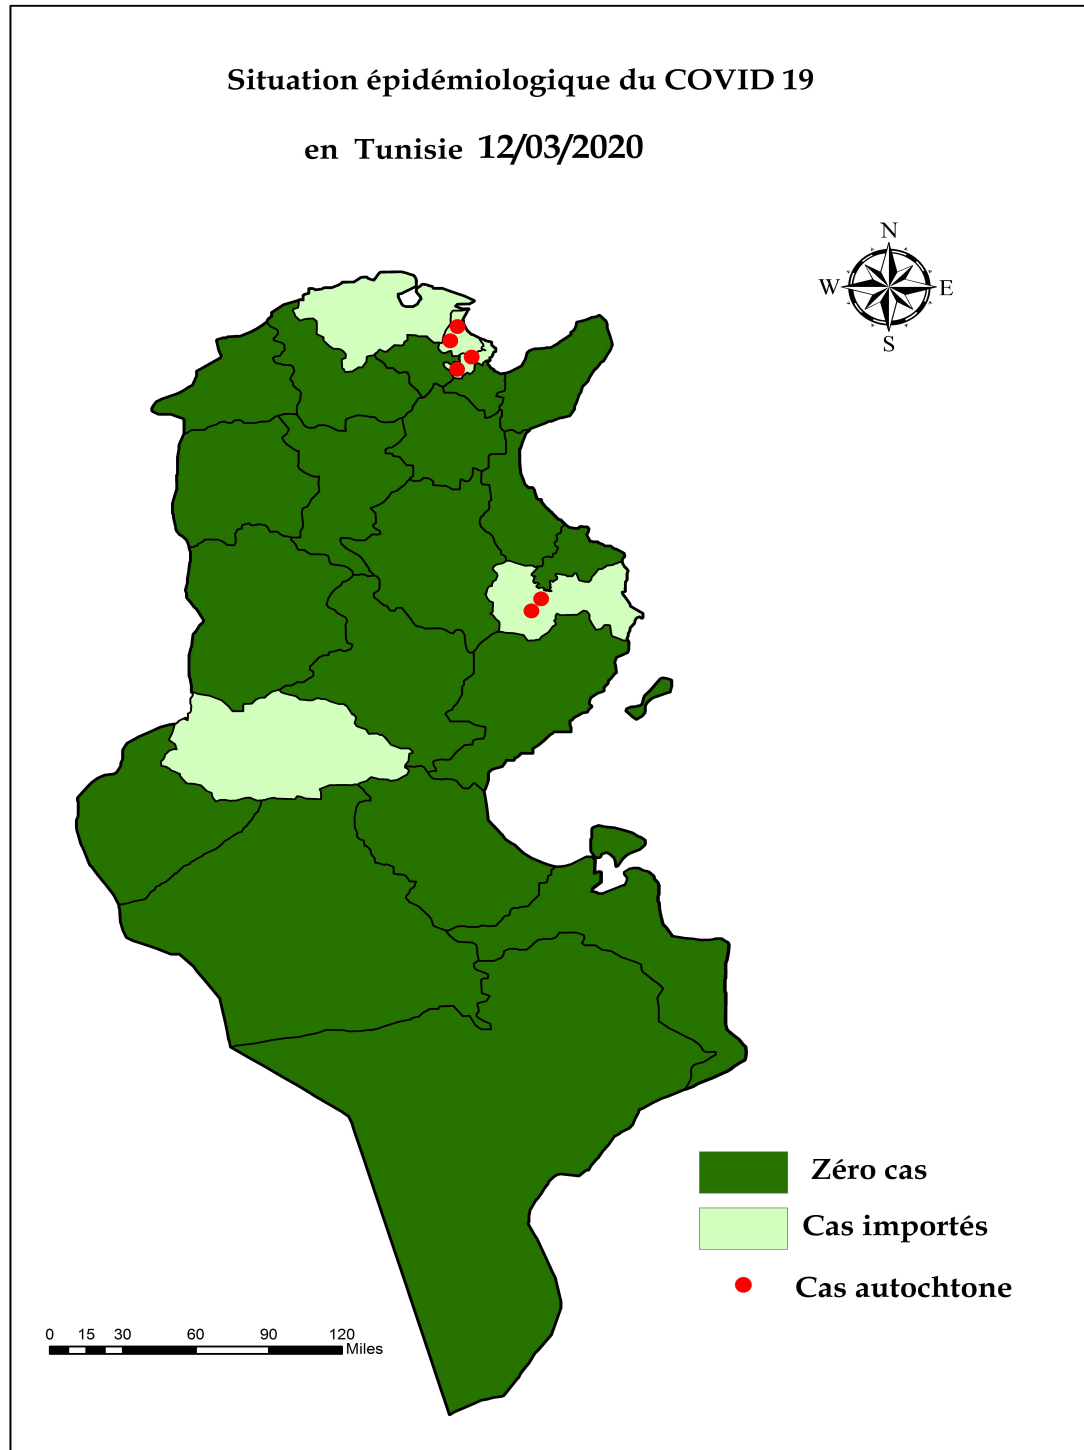 Situation épidémiologique du COVID 19
en Tunisie 12/03/2020
N
W E
S
Zéro cas
Cas importés
Cas autochtone
0 15 30 60 90 120
Miles